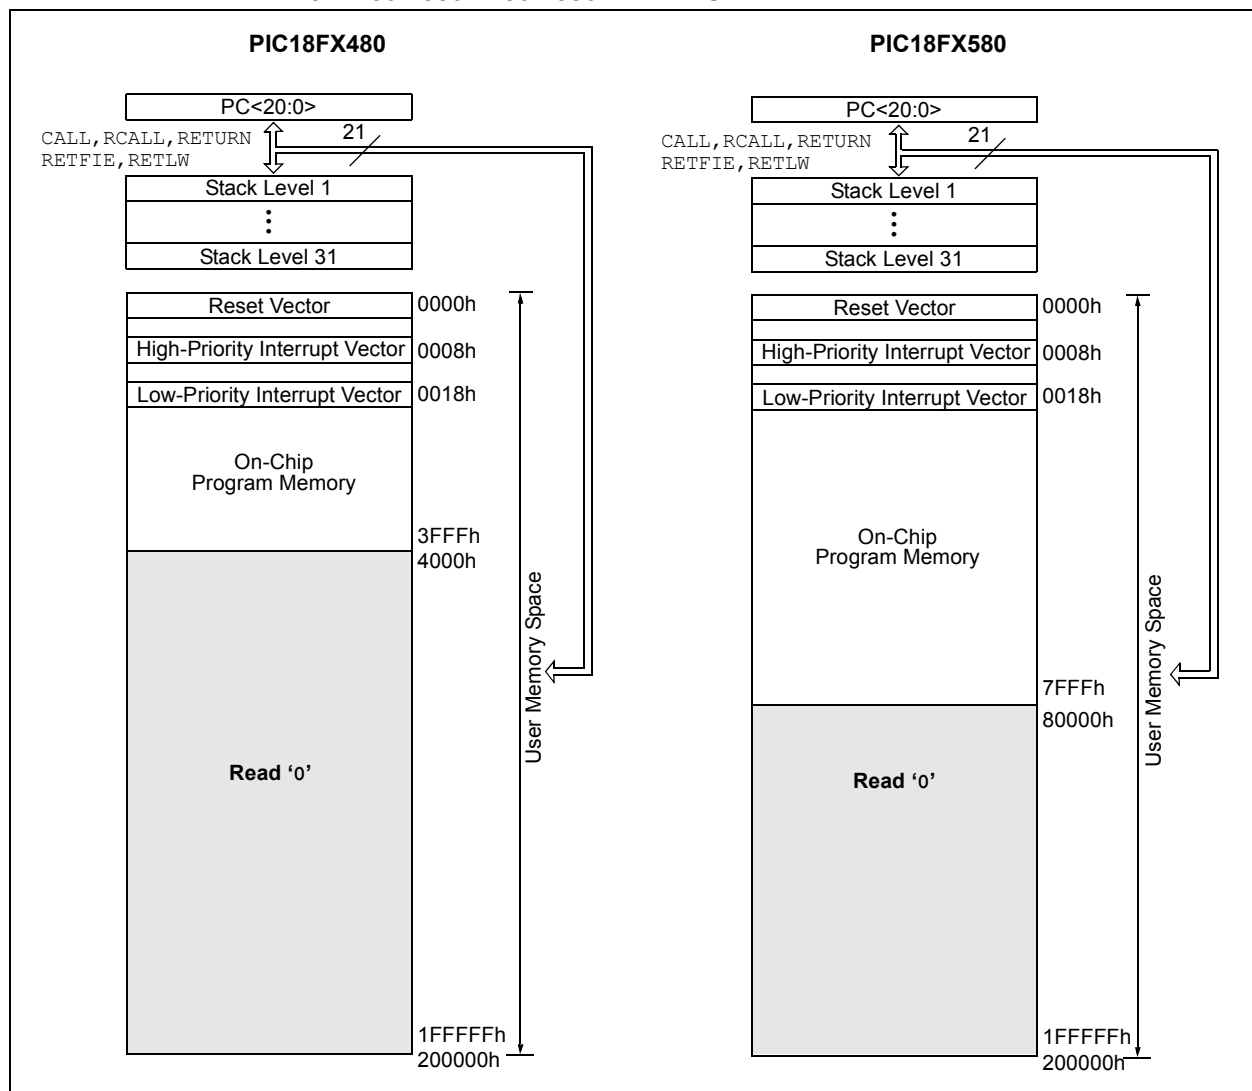 PIC18FX480
PC<20:0>
CALL,RCALL,RETURN
RETFIE,RETLW
21
Stack Level 1
Stack Level 31
Reset Vector
0000h
High-Priority Interrupt Vector
0008h
Low-Priority Interrupt Vector
0018h
On-Chip
Program Memory
3FFFh
4000h
Read ‘0’
1FFFFFh
200000h
User Memory Space
PIC18FX580
PC<20:0>
CALL,RCALL,RETURN
RETFIE,RETLW
21
Stack Level 1
Stack Level 31
Reset Vector
0000h
High-Priority Interrupt Vector
0008h
Low-Priority Interrupt Vector
0018h
On-Chip
Program Memory
7FFFh
80000h
Read ‘0’
1FFFFFh
200000h
User Memory Space